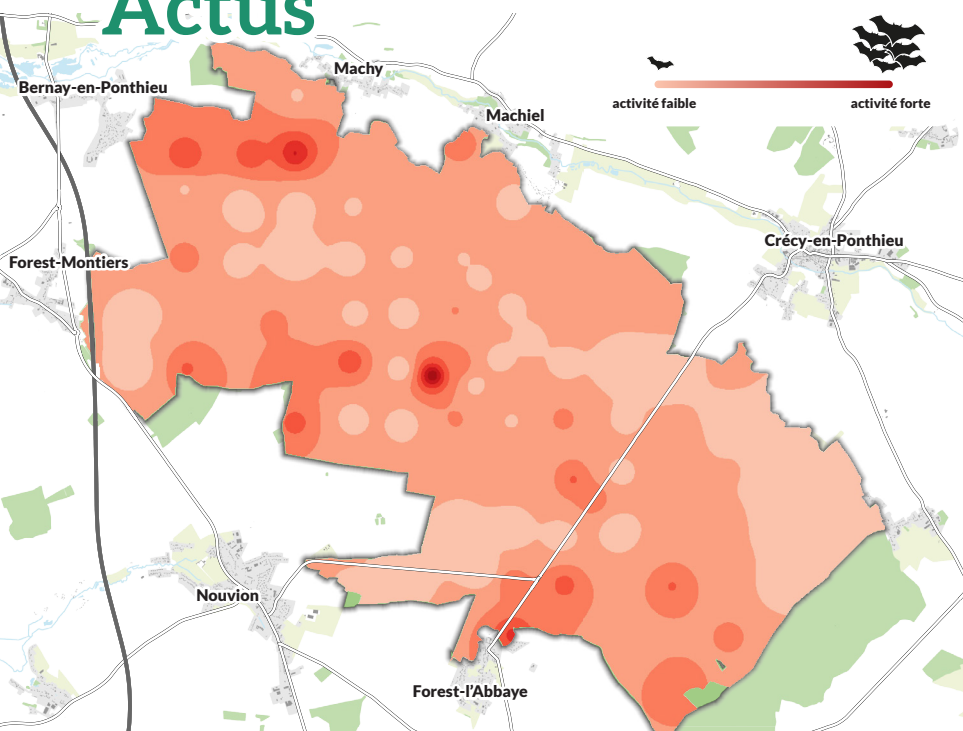 Actus
Machy
Bernay-en-Ponthieu
activité faible
activité forte
Machiel
Crécy-en-Ponthieu
Forest-Montiers
Nouvion
Forest-l'Abbaye